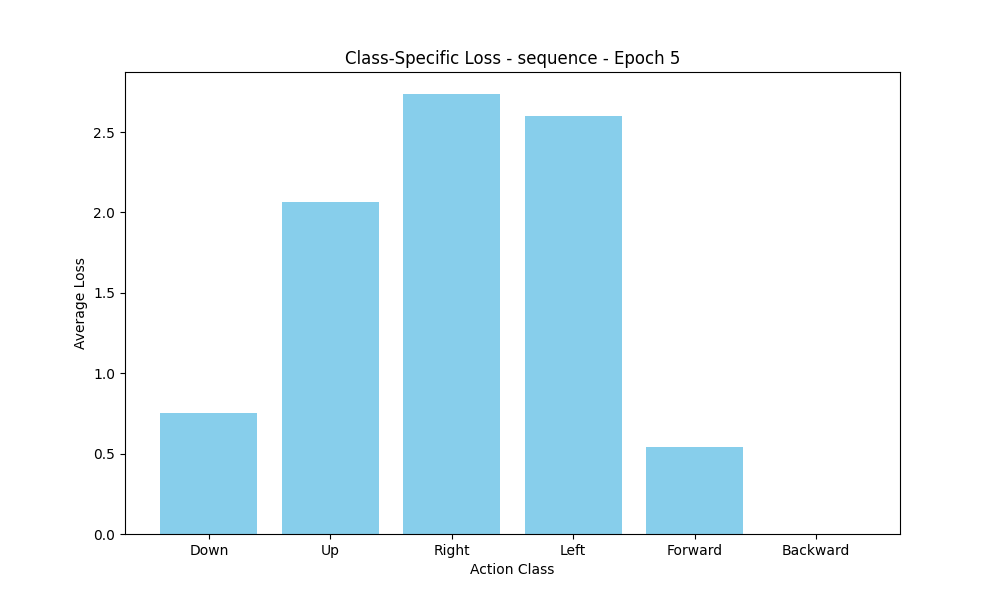 Class-Specific Loss - sequence - Epoch 5
2.5
2.0
1.5
1.0
0.5
0.0
Average Loss
Down Up Right Left Forward Backward
Action Class